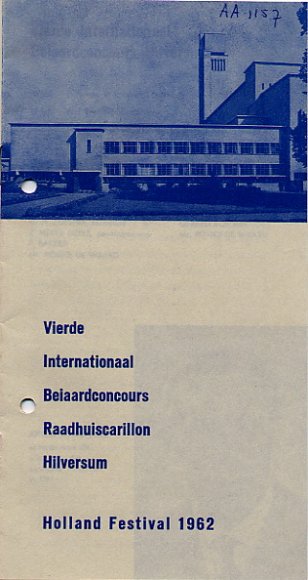 AA-1157
Vierde
Internationaal
Beiaardconcours
Raadhuiscarillon
Hilversum
Holland Festival 1962